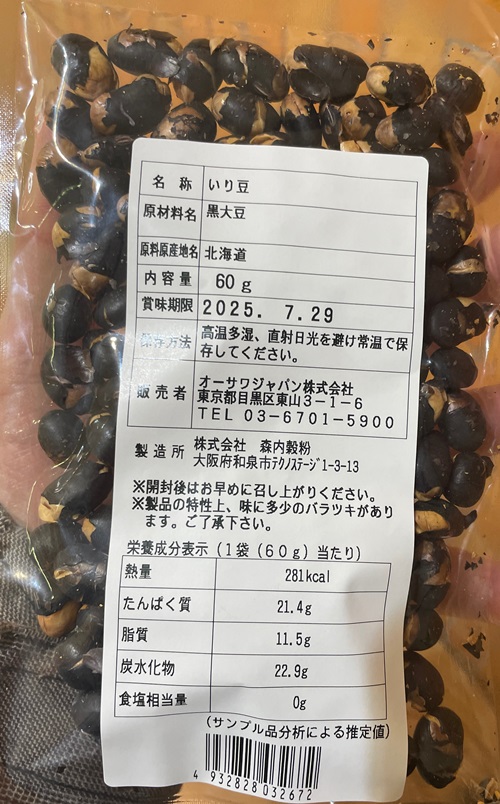 名称 いり豆
原材料名 黒大豆
原料原産地名 北海道
内容量 60g
賞味期限 2025. 7.29
保存方法 高温多湿、直射日光を避け常温で保
存してください。
販売者 オーサワジャパン株式会社
東京都目黒区東山3-1-6
TEL 03-6701-5900
製造所 株式会社 森内穀粉
大阪府和泉市テクノステージ1-3-13
※開封後はお早めに召し上がりください。
※製品の特性上、味に多少のバラツキがあり
ます。ご了承下さい。
栄養成分表示(1袋(60g)当たり)
熱量 281kcal
たんぱく質 21.4g
脂質 11.5g
炭水化物 22.9g
食塩相当量 0g
(サンプル品分析による推定値)
4 932828 032672